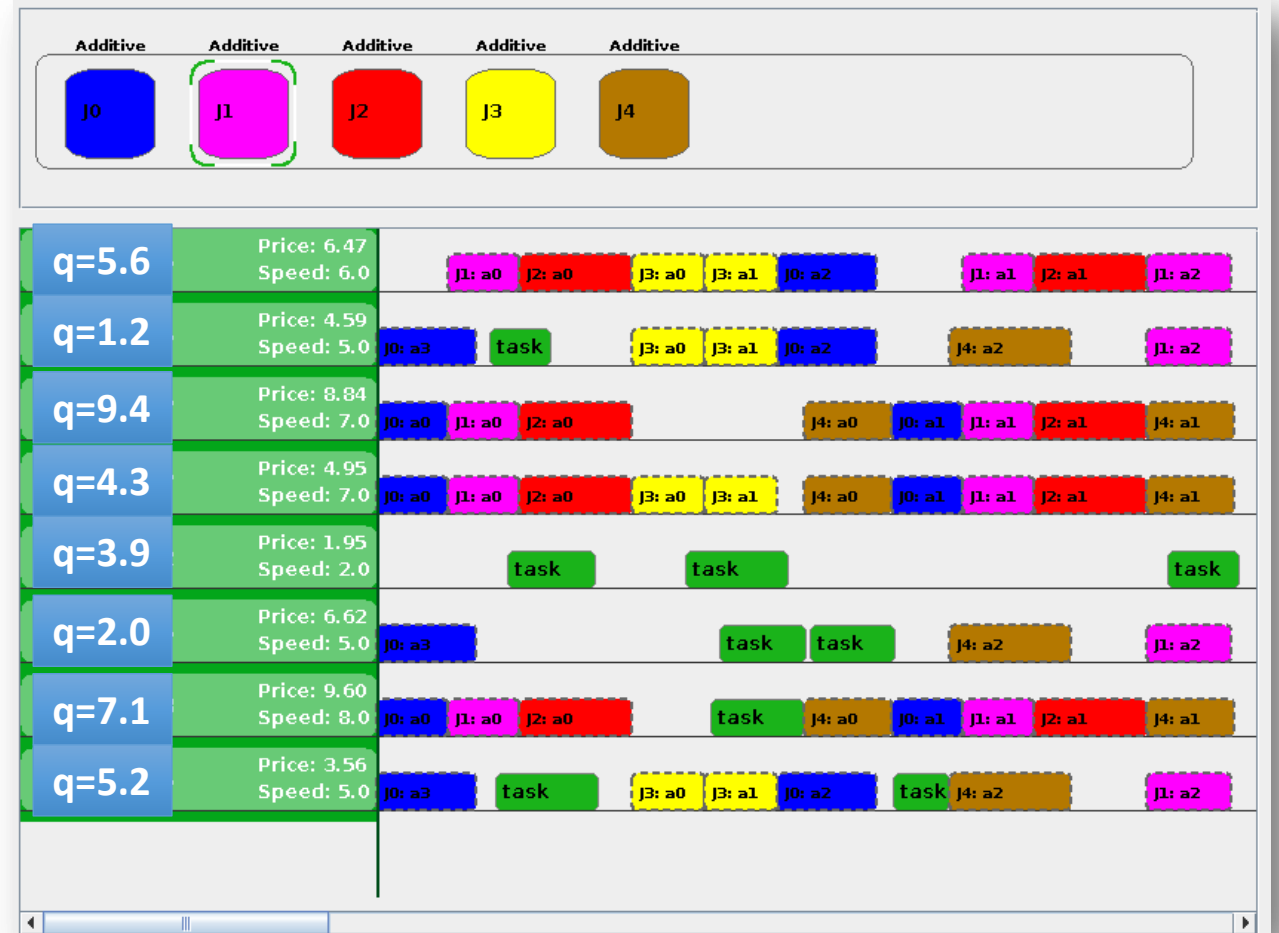 Additive Additive Additive Additive Additive
J0 J1 J2 J3 J4
q=5.6 Price: 6.47
Speed: 6.0 J1: a0 J2: a0 J3: a0 J3: a1 J0: a2 J1: a1 J2: a1 J1: a2
q=1.2 Price: 4.59
Speed: 5.0 J0: a3 task J3: a0 J3: a1 J0: a2 J4: a2 J1: a2
q=9.4 Price: 8.84
Speed: 7.0 J0: a0 J1: a0 J2: a0 J4: a0 J0: a1 J1: a1 J2: a1 J4: a1
q=4.3 Price: 4.95
Speed: 7.0 J0: a0 J1: a0 J2: a0 J3: a0 J3: a1 J4: a0 J0: a1 J1: a1 J2: a1 J4: a1
q=3.9 Price: 1.95
Speed: 2.0 task task task
q=2.0 Price: 6.62
Speed: 5.0 J0: a3 task task J4: a2 J1: a2
q=7.1 Price: 9.60
Speed: 8.0 J0: a0 J1: a0 J2: a0 task J4: a0 J0: a1 J1: a1 J2: a1 J4: a1
q=5.2 Price: 3.56
Speed: 5.0 J0: a3 task J3: a0 J3: a1 J0: a2 task J4: a2 J1: a2